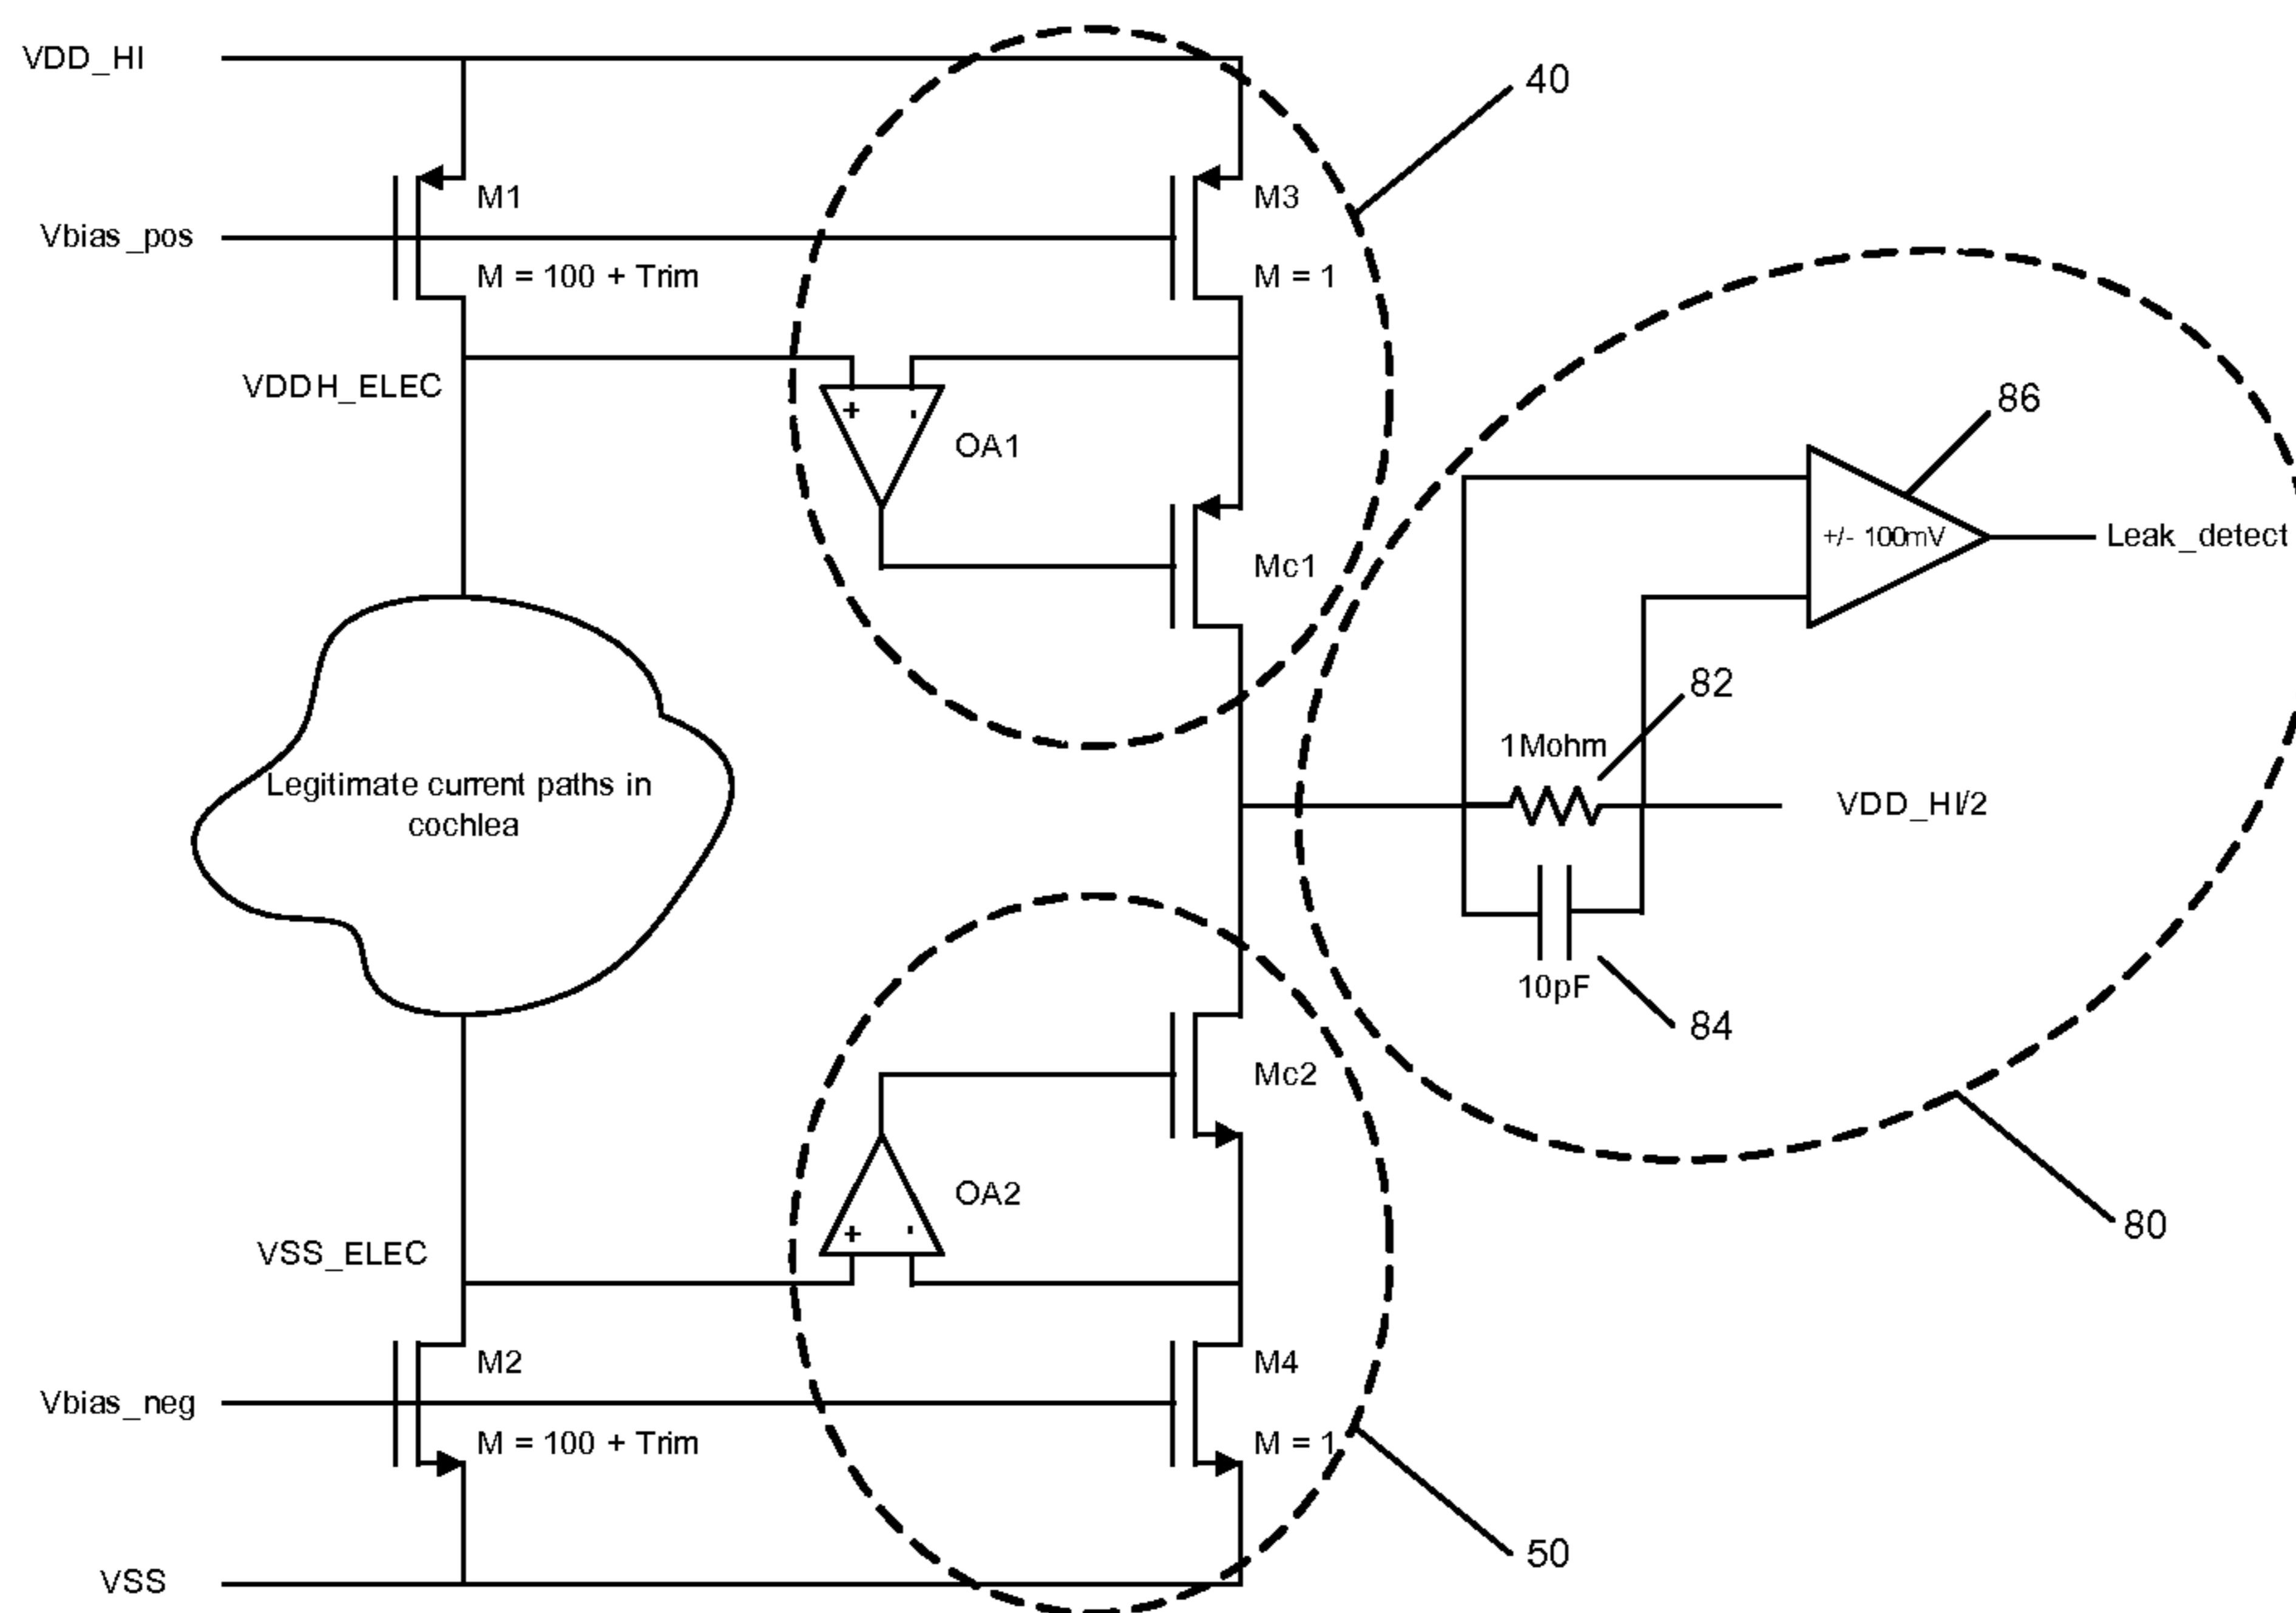 VDD_HI
40
M1
M3
Vbias_pos
M = 100 + Trim
M = 1
VDDH_ELEC
+
-
OA1
86
+/- 100mV
Leak_detect
Mc1
82
1Mohm
Legitimate current paths in
cochlea
VDD_HI/2
10pF
84
Mc2
OA2
80
+
-
VSS_ELEC
M2
M4
Vbias_neg
M = 100 + Trim
M = 1
50
VSS